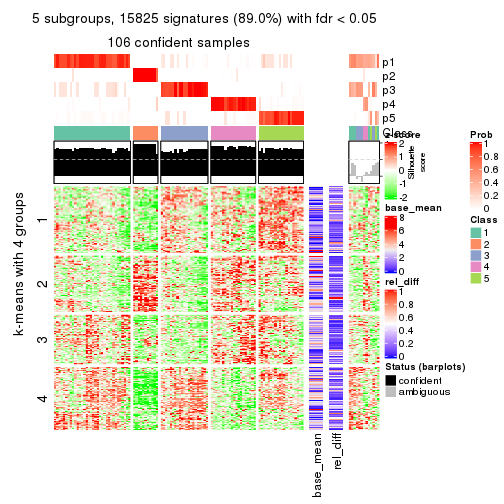 5 subgroups, 15825 signatures (89.0%) with fdr < 0.05
106 confident samples
p1
p2
p3
p4
p5
Class
Silhouette
score
k-means with 4 groups
1
2
3
4
base_mean
rel_diff
z-score
2
1
0
-1
-2
base_mean
8
6
4
2
0
rel_diff
1
0.8
0.6
0.4
0.2
0
Status (barplots)
confident
ambiguous
Prob
1
0.8
0.6
0.4
0.2
0
Class
1
2
3
4
5